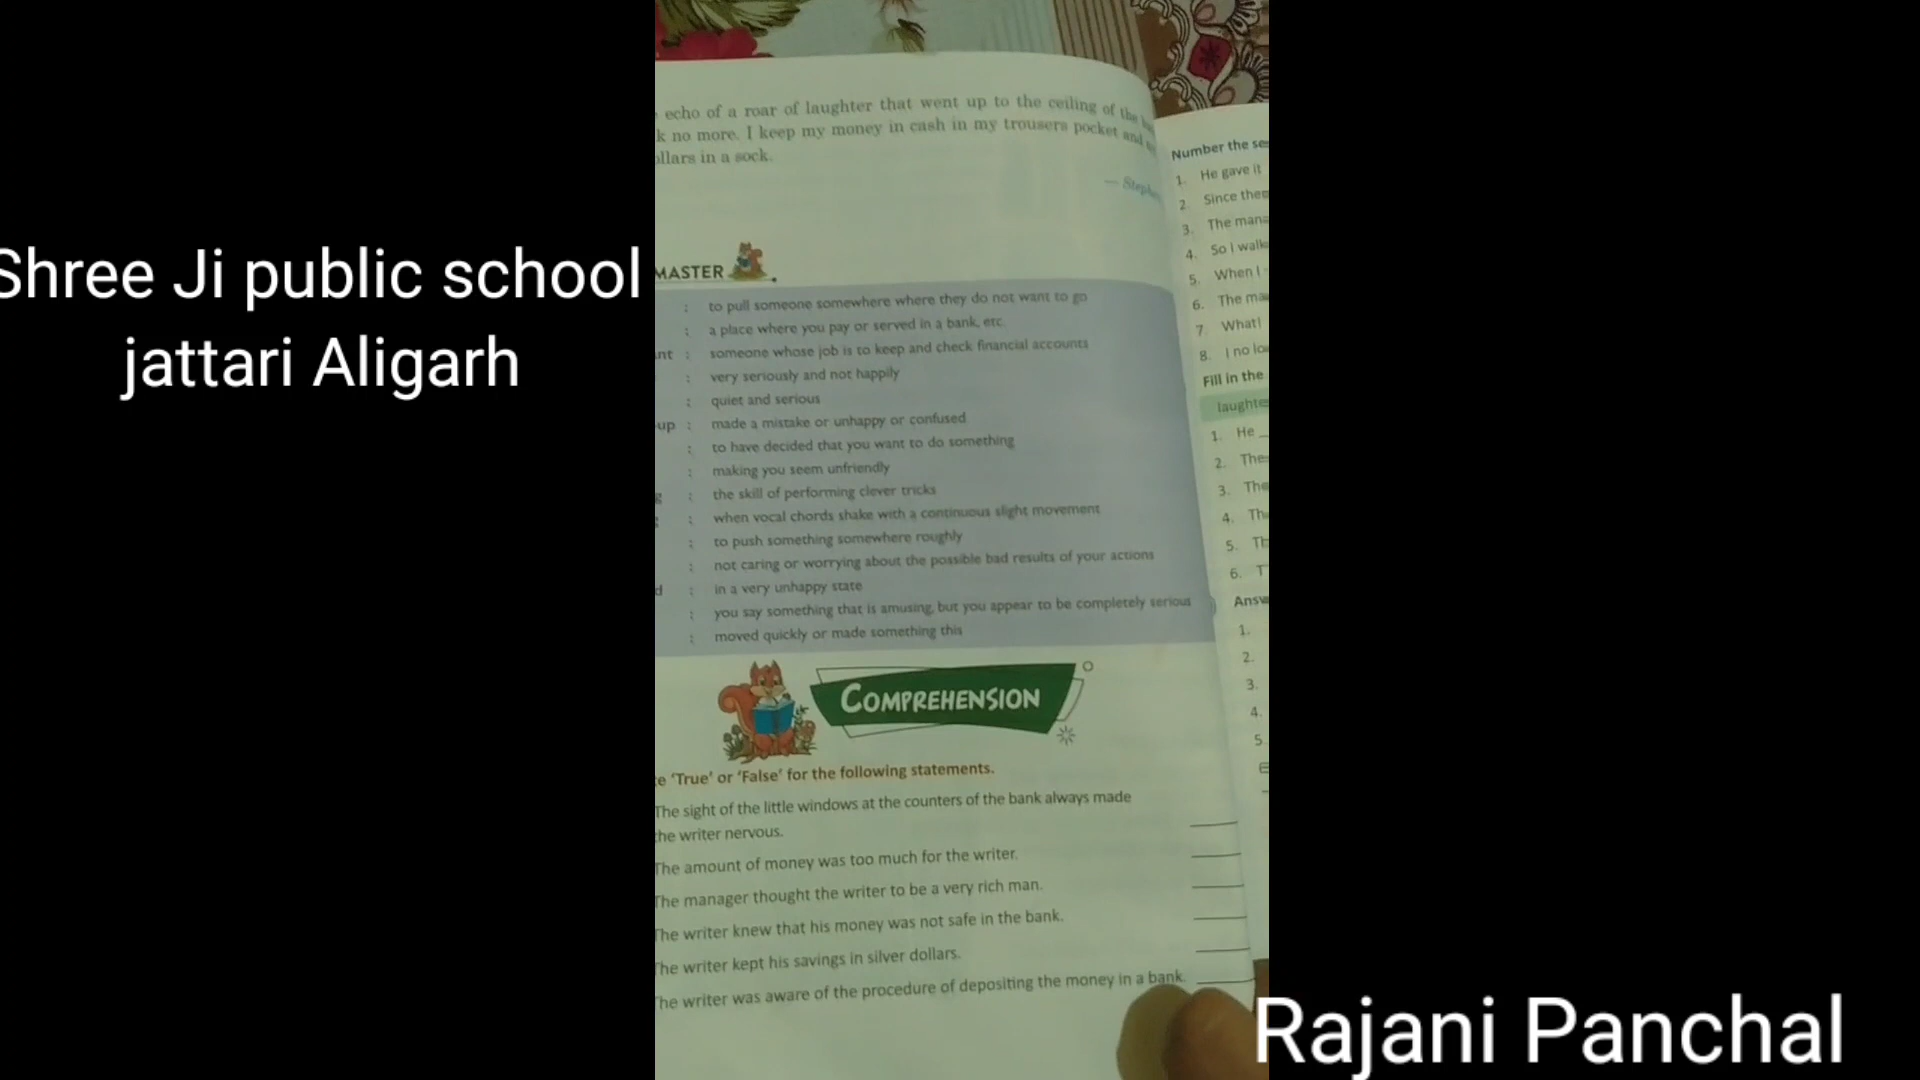 Shree Ji public school
jattari Aligarh
echo of a roar of laughter that went up to the ceiling of the
k no more. I keep my money in cash in my trousers pocket and
ollars in a sock.
— Steph
MASTER
: to pull someone somewhere where they do not want to go
: a place where you pay or served in a bank, etc.
nt : someone whose job is to keep and check financial accounts
: very seriously and not happily
: quiet and serious
up : made a mistake or unhappy or confused
: to have decided that you want to do something
: making you seem unfriendly
g : the skill of performing clever tricks
: when vocal chords shake with a continuous slight movement
: to push something somewhere roughly
: not caring or worrying about the possible bad results of your actions
d : in a very unhappy state
: you say something that is amusing, but you appear to be completely serious
: moved quickly or made something this
COMPREHENSION
e 'True' or 'False' for the following statements.
The sight of the little windows at the counters of the bank always made
the writer nervous.
The amount of money was too much for the writer.
The manager thought the writer to be a very rich man.
The writer knew that his money was not safe in the bank.
The writer kept his savings in silver dollars.
The writer was aware of the procedure of depositing the money in a bank.
Number the se
1. He gave it
2. Since then
3. The mana
4. So I walk
5. When I
6. The ma
7. What!
8. I no lo
Fill in the
laughte
1. He
2. The
3. The
4. Th
5. Th
6. T
Answ
1.
2.
3.
4.
5
Rajani Panchal